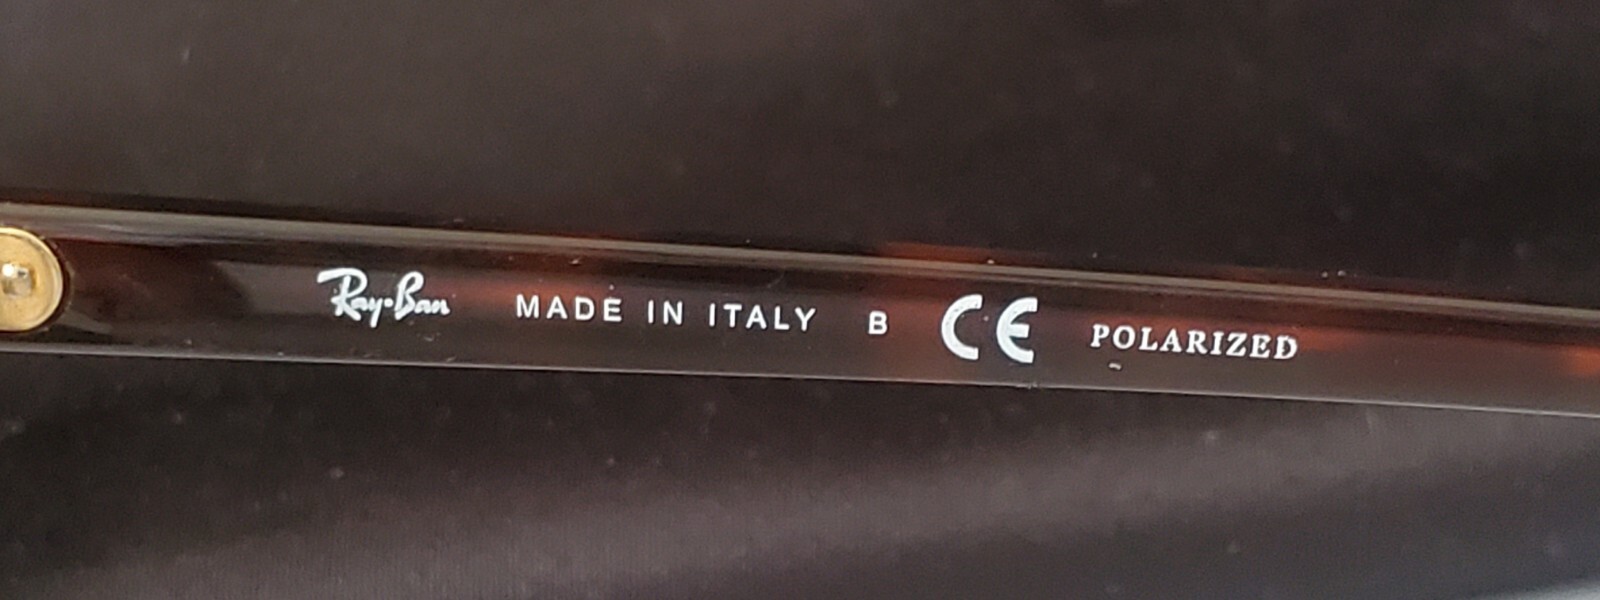 Ray-Ban MADE IN ITALY B CE POLARIZED